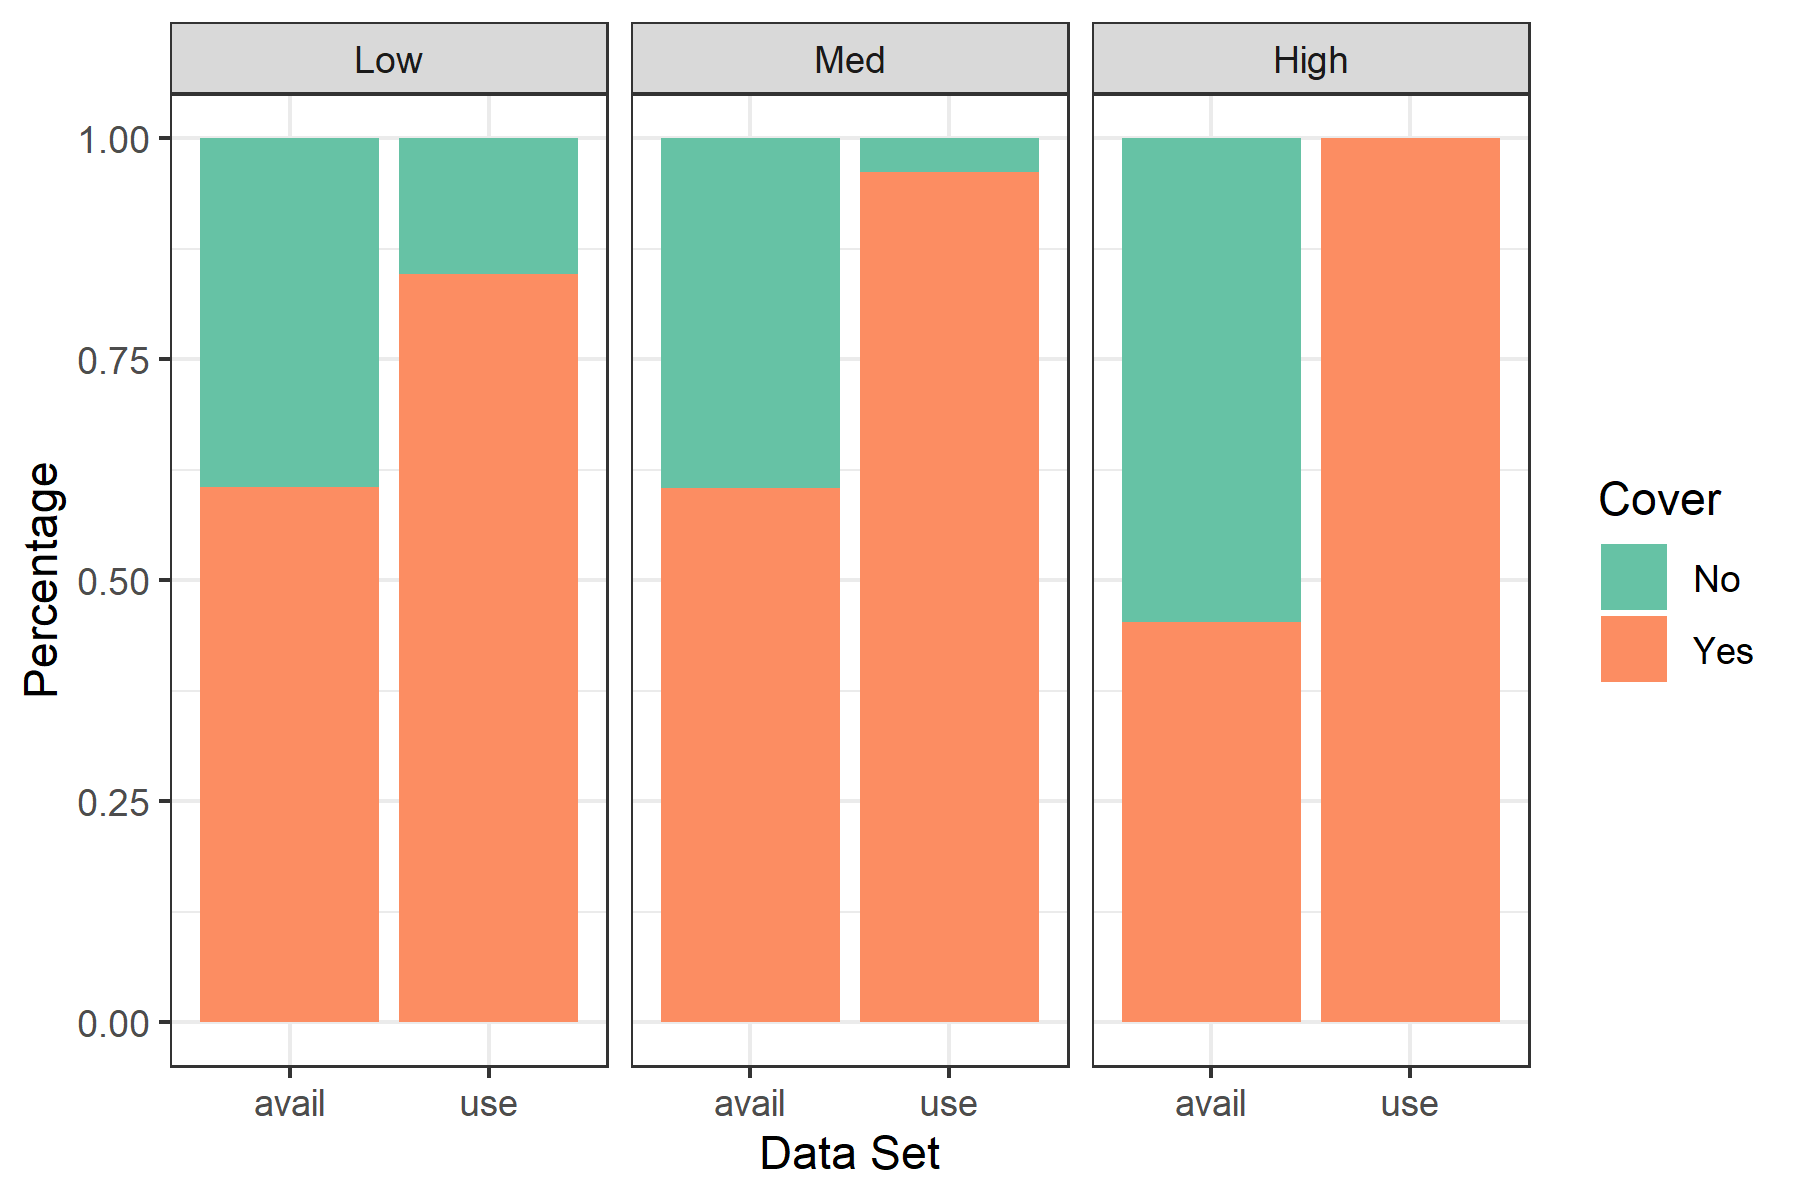 Low Med High
1.00
0.75
0.50
0.25
0.00
Percentage
avail use avail use avail use
Data Set
Cover
No
Yes